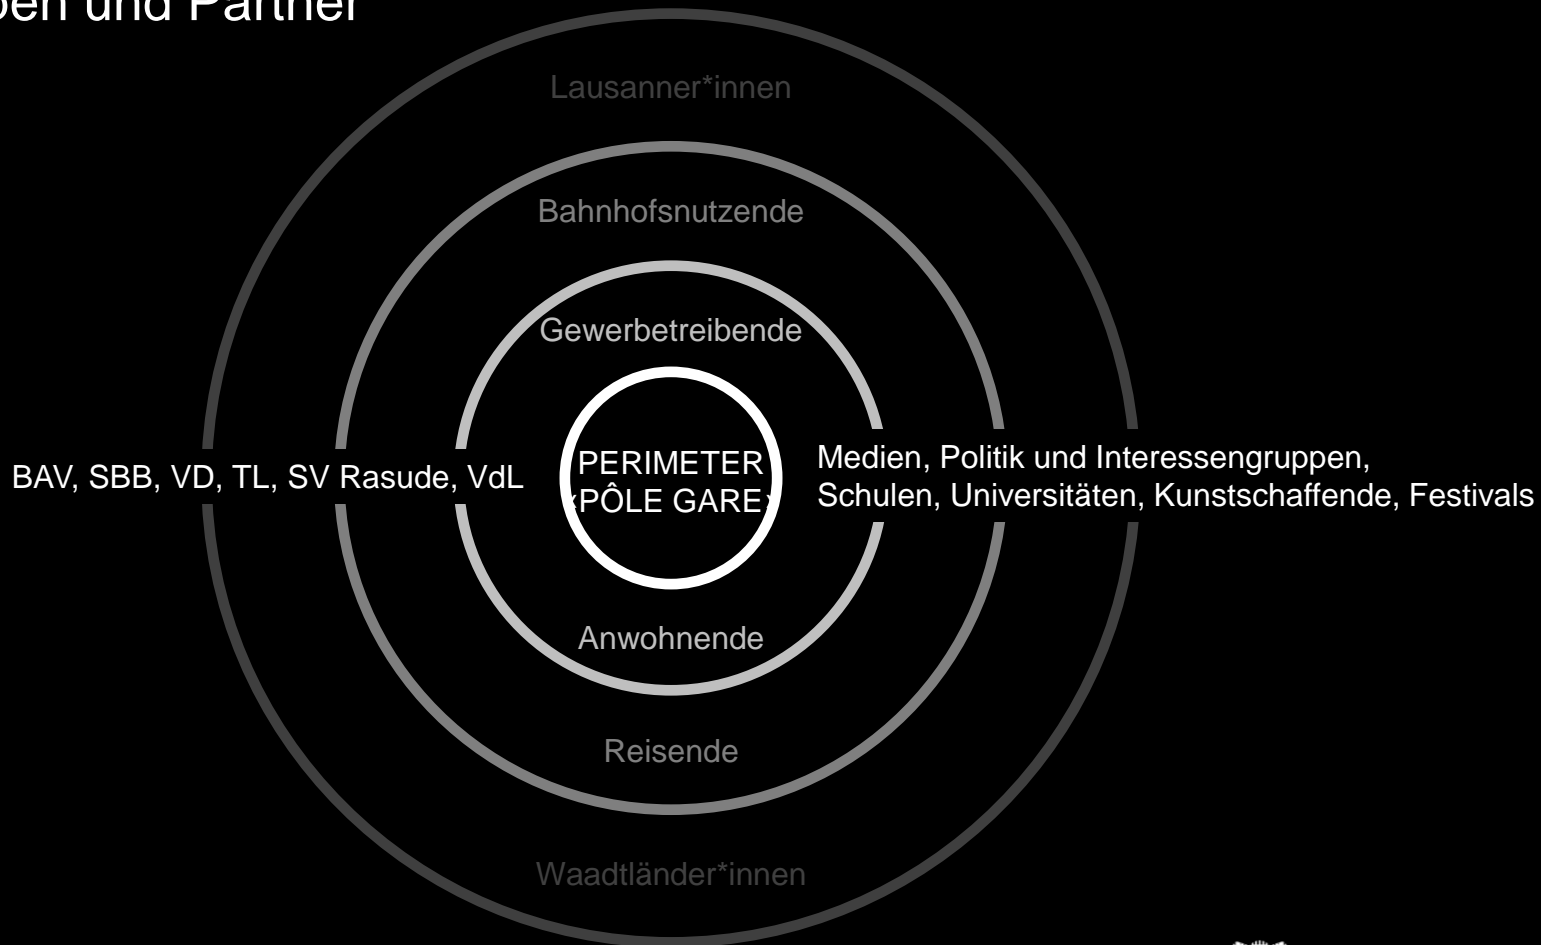 und Partner
Lausanner*innen
Bahnhofsnutzende
Gewerbetreibende
BAV, SBB, VD, TL, SV Rasude, VdL
PERIMETER
‹PÔLE GARE›
Medien, Politik und Interessengruppen,
Schulen, Universitäten, Kunstschaffende, Festivals
Anwohnende
Reisende
Waadtländer*innen